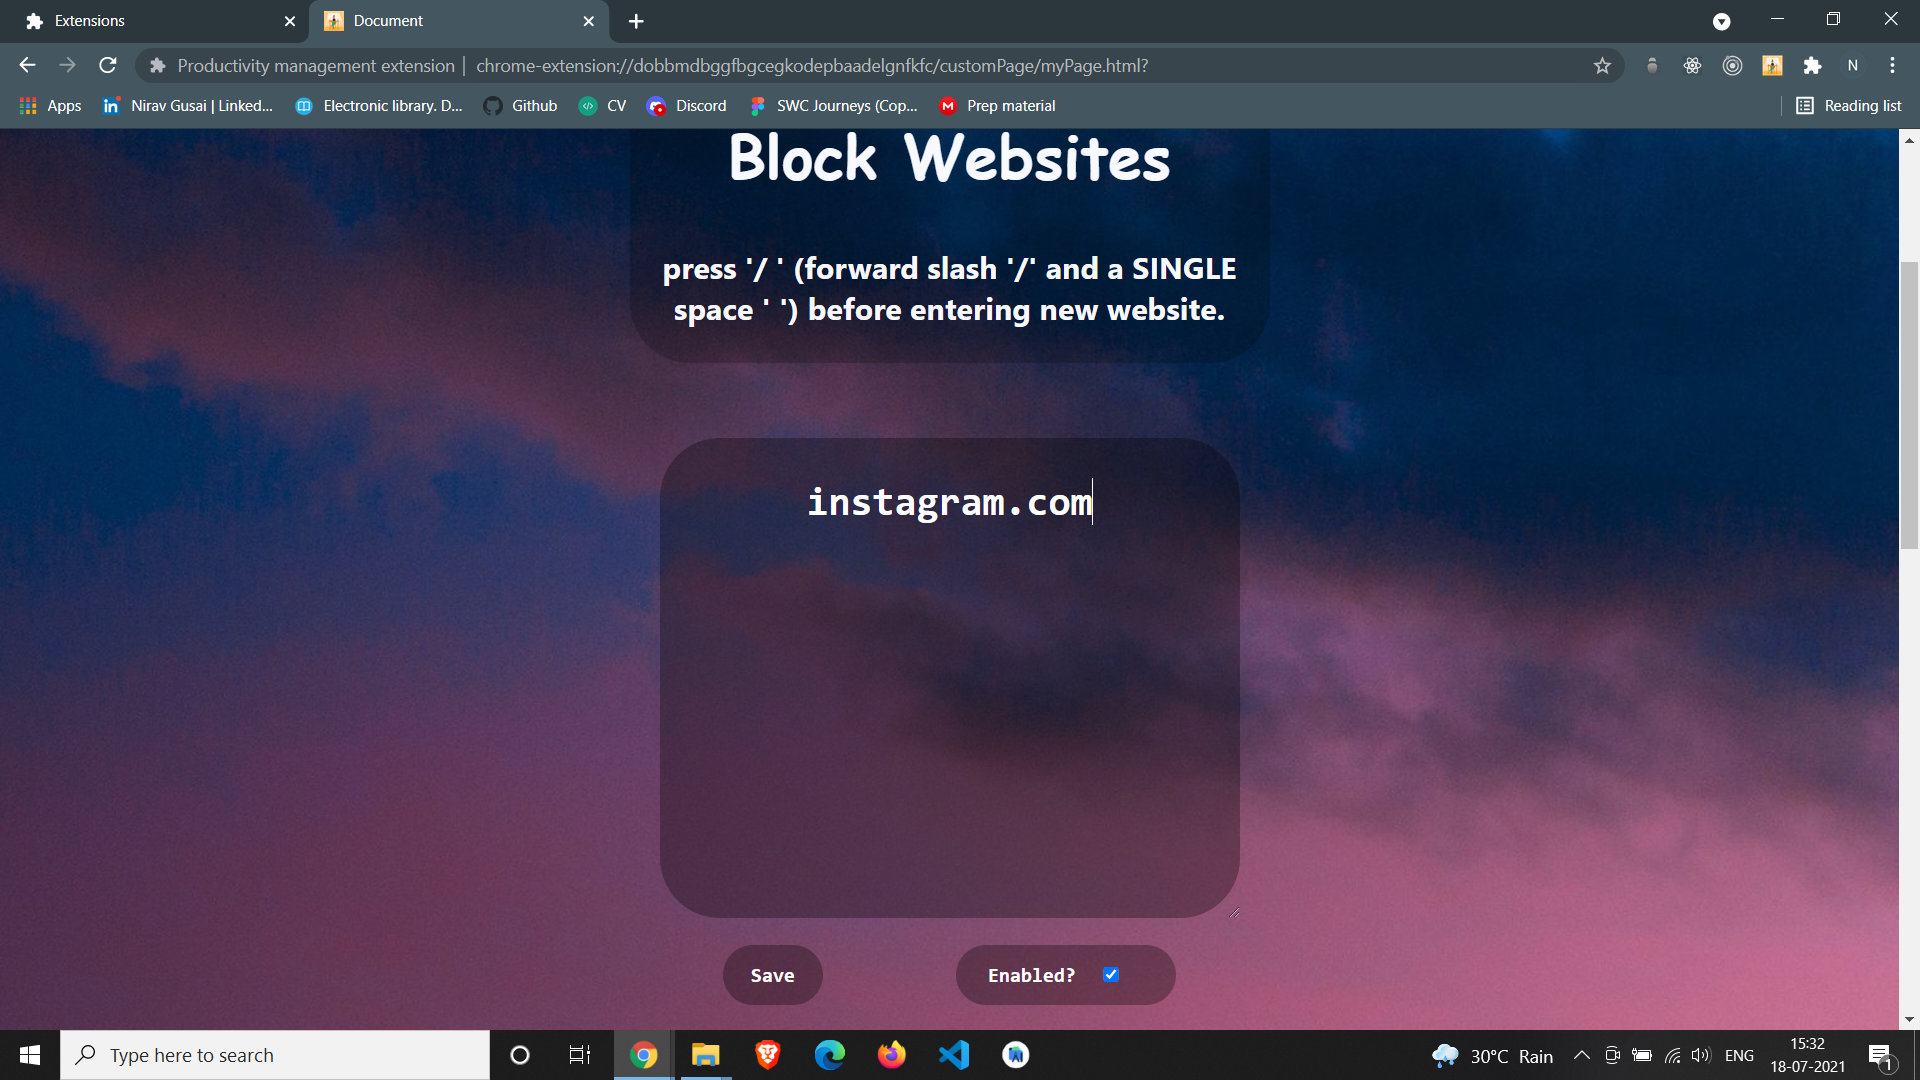 Extensions
Document
Productivity management extension | chrome-extension://dobbmdbggfbgcegkodepbaadelgnfkfc/customPage/myPage.html?
N
Apps
Nirav Gusai | Linked...
Electronic library. D...
Github
CV
Discord
SWC Journeys (Cop...
Prep material
Reading list
Block Websites
press '/ ' (forward slash '/' and a SINGLE
space ' ') before entering new website.
instagram.com
Save
Enabled?
Type here to search
30°C Rain
ENG
15:32
18-07-2021
1